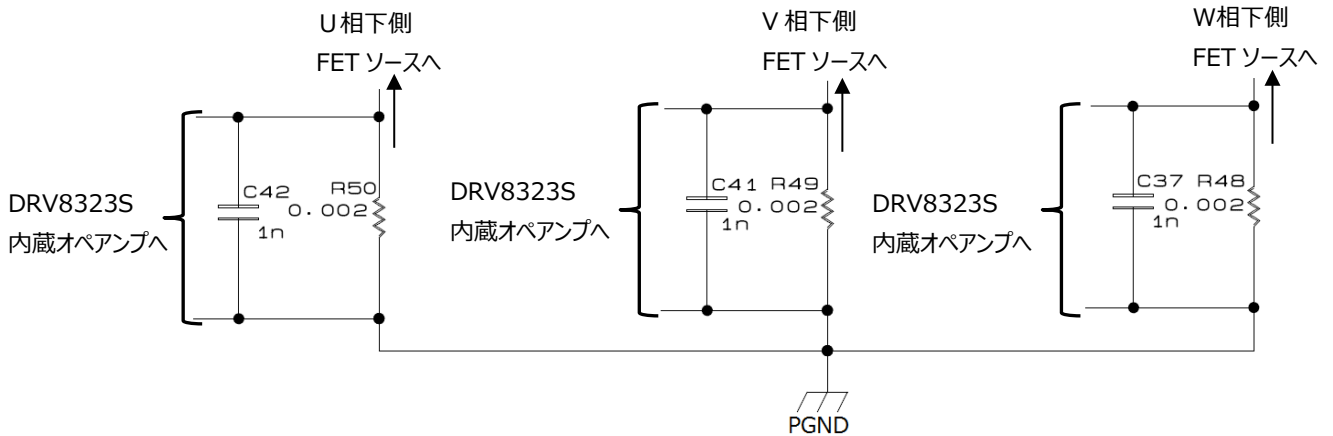 U相下側
FET ソースへ
V 相下側
FET ソースへ
W相下側
FET ソースへ
DRV8323S
内蔵オペアンプへ
C42
1n
R50
0.002
DRV8323S
内蔵オペアンプへ
C41
1n
R49
0.002
DRV8323S
内蔵オペアンプへ
C37
1n
R48
0.002
PGND